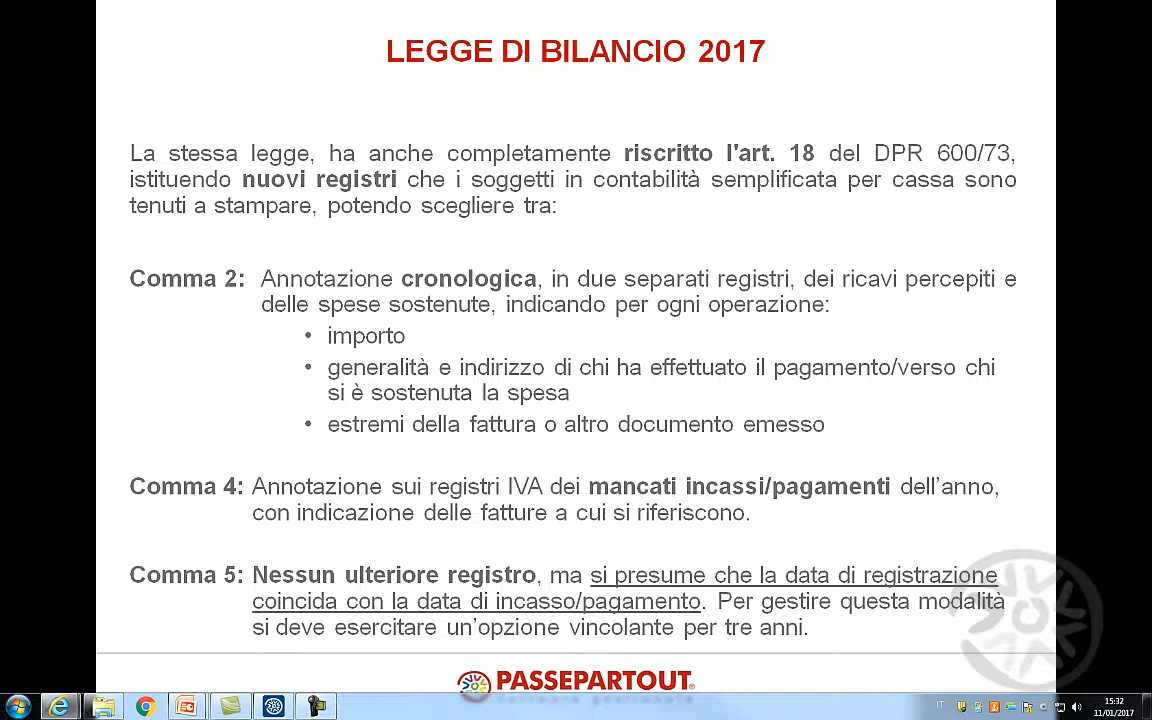 LEGGE DI BILANCIO 2017
La stessa legge, ha anche completamente riscritto l'art. 18 del DPR 600/73,
istituendo nuovi registri che i soggetti in contabilità semplificata per cassa sono
tenuti a stampare, potendo scegliere tra:
Comma 2: Annotazione cronologica, in due separati registri, dei ricavi percepiti e
delle spese sostenute, indicando per ogni operazione:
• importo
• generalità e indirizzo di chi ha effettuato il pagamento/verso chi
si è sostenuta la spesa
• estremi della fattura o altro documento emesso
Comma 4: Annotazione sui registri IVA dei mancati incassi/pagamenti dell’anno,
con indicazione delle fatture a cui si riferiscono.
Comma 5: Nessun ulteriore registro, ma si presume che la data di registrazione
coincida con la data di incasso/pagamento. Per gestire questa modalità
si deve esercitare un’opzione vincolante per tre anni.
PASSEPARTOUT®
IT
15:32
11/01/2017